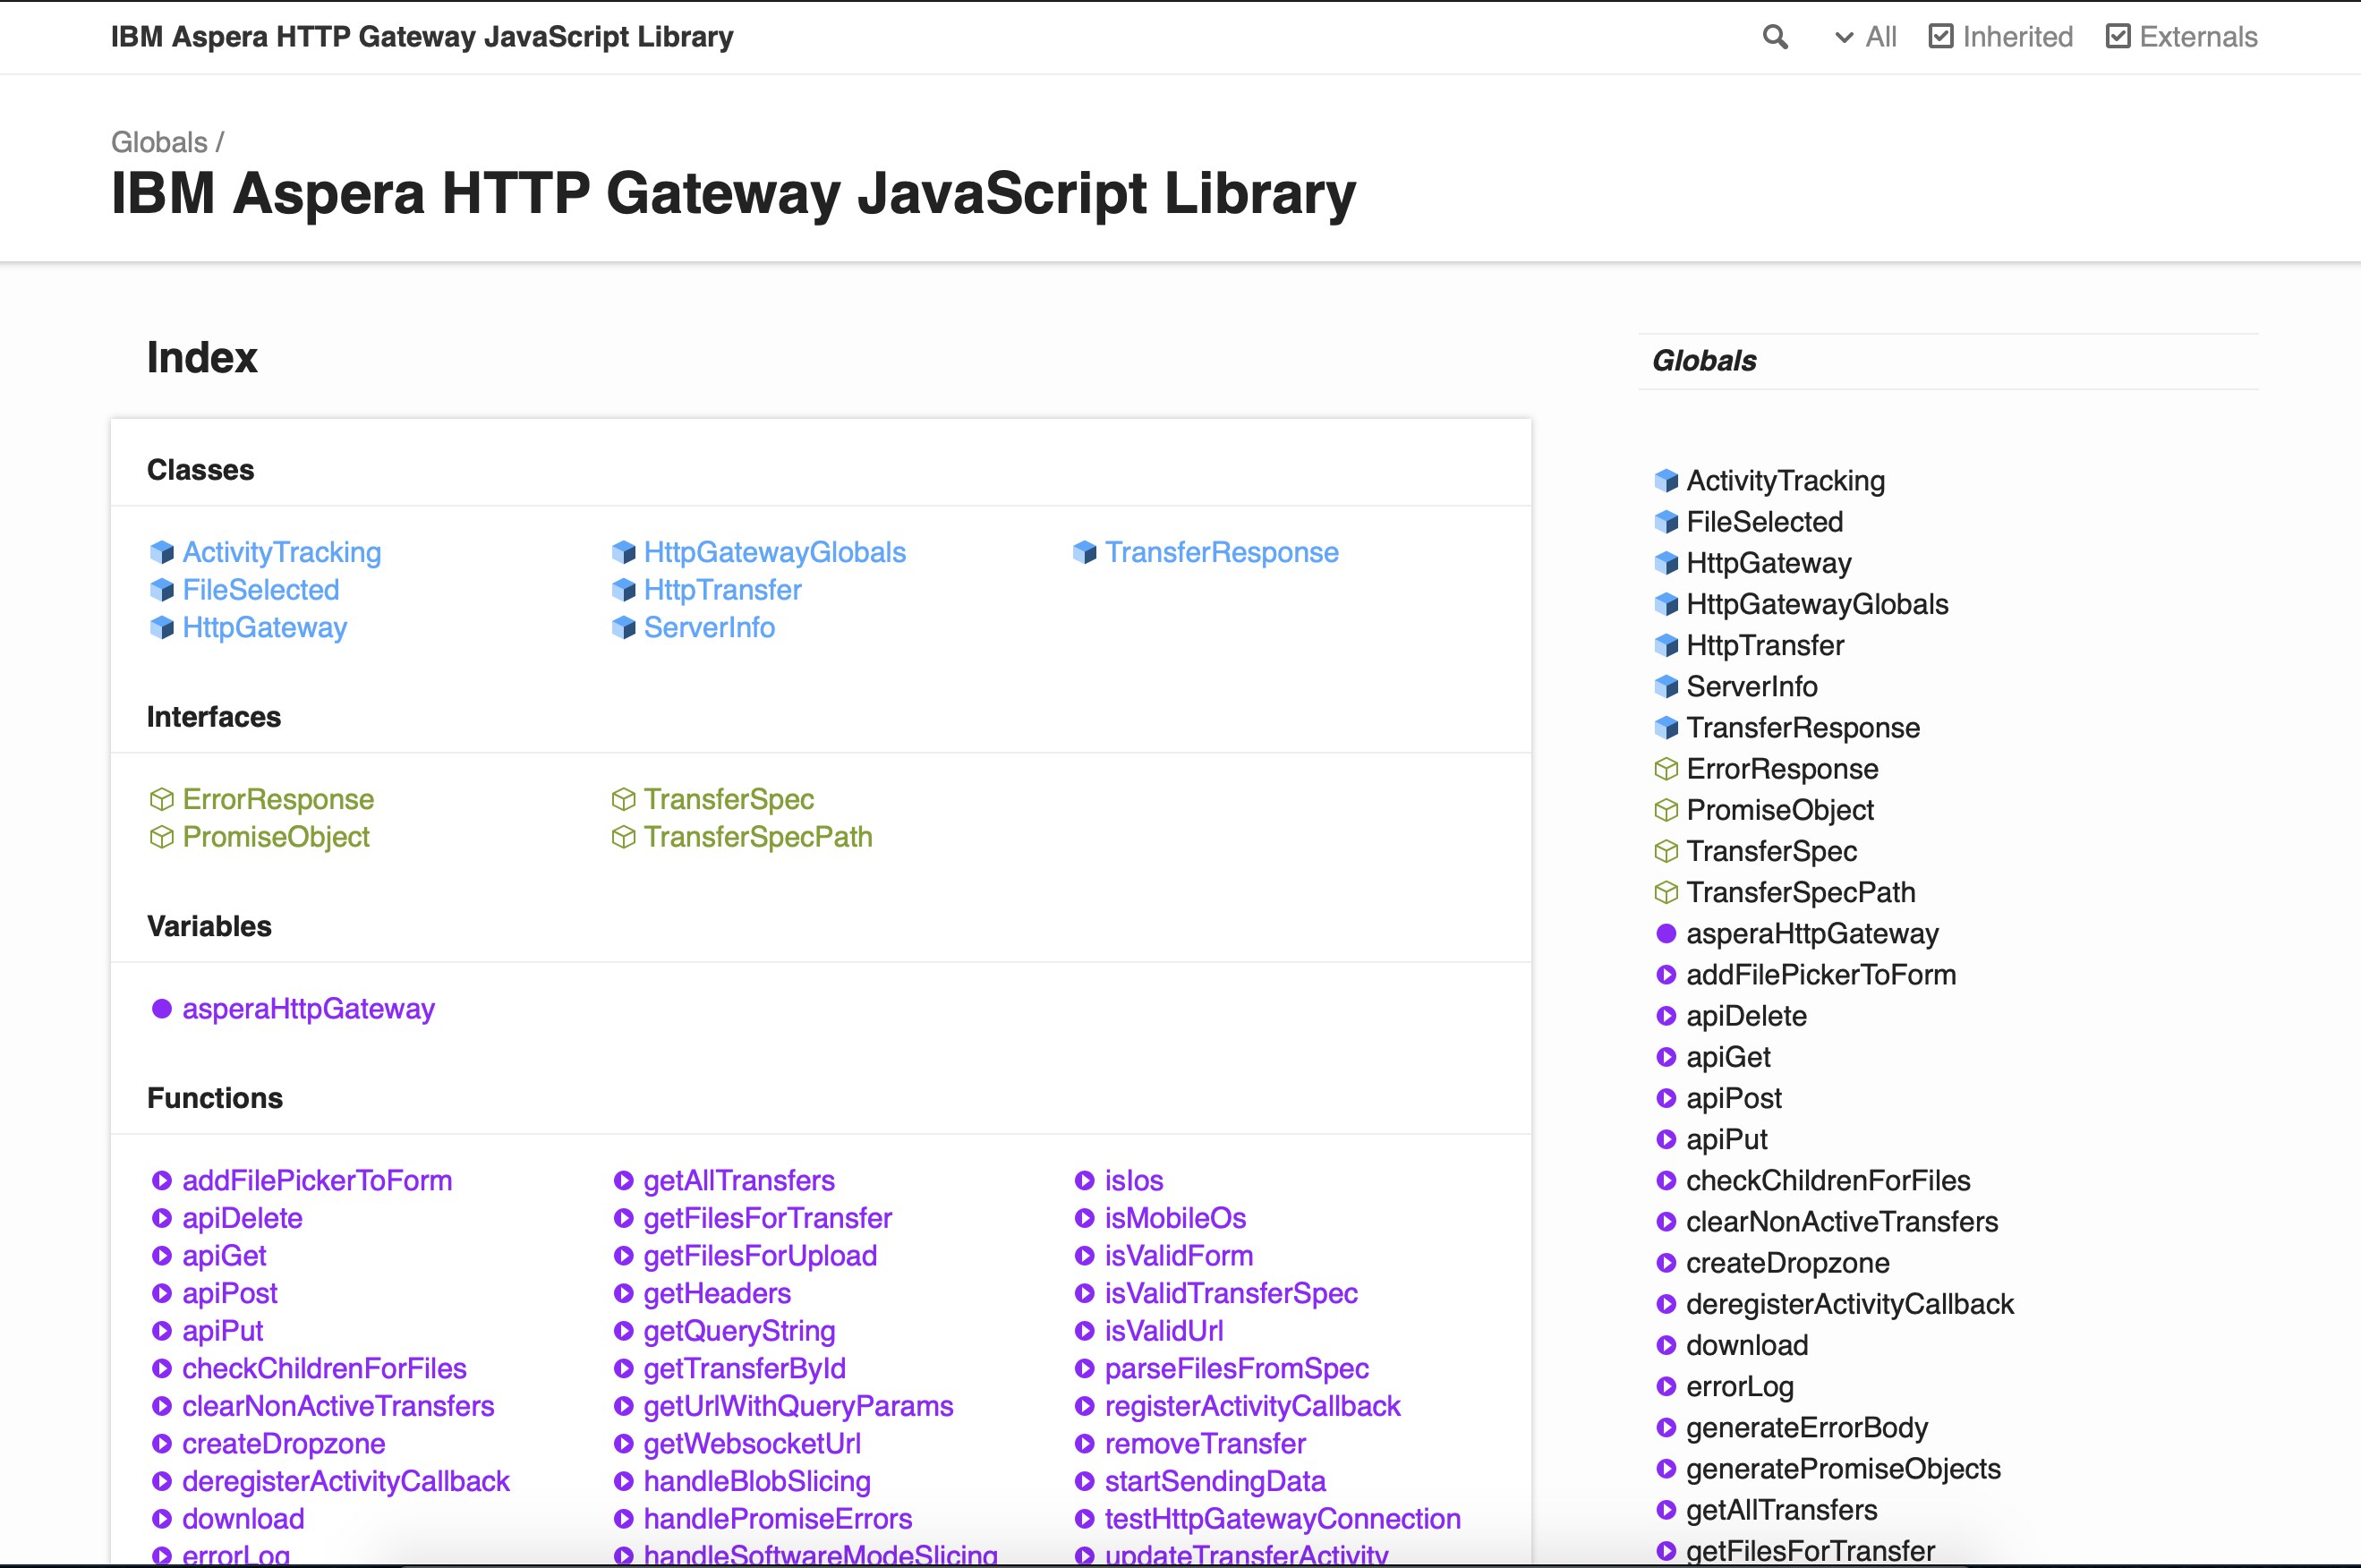 IBM Aspera HTTP Gateway JavaScript Library
All
Inherited
Externals
Globals /
IBM Aspera HTTP Gateway JavaScript Library
Index
Classes
ActivityTracking
FileSelected
HttpGateway
HttpGatewayGlobals
HttpTransfer
ServerInfo
TransferResponse
Interfaces
ErrorResponse
PromiseObject
TransferSpec
TransferSpecPath
Variables
asperaHttpGateway
Functions
addFilePickerToForm
apiDelete
apiGet
apiPost
apiPut
checkChildrenForFiles
clearNonActiveTransfers
createDropzone
deregisterActivityCallback
download
errorLog
getAllTransfers
getFilesForTransfer
getFilesForUpload
getHeaders
getQueryString
getTransferById
getUrlWithQueryParams
getWebsocketUrl
handleBlobSlicing
handlePromiseErrors
handleSoftwareModeSlicing
isIos
isMobileOs
isValidForm
isValidTransferSpec
isValidUrl
parseFilesFromSpec
registerActivityCallback
removeTransfer
startSendingData
testHttpGatewayConnection
updateTransferActivity
Globals
ActivityTracking
FileSelected
HttpGateway
HttpGatewayGlobals
HttpTransfer
ServerInfo
TransferResponse
ErrorResponse
PromiseObject
TransferSpec
TransferSpecPath
asperaHttpGateway
addFilePickerToForm
apiDelete
apiGet
apiPost
apiPut
checkChildrenForFiles
clearNonActiveTransfers
createDropzone
deregisterActivityCallback
download
errorLog
generateErrorBody
generatePromiseObjects
getAllTransfers
getFilesForTransfer